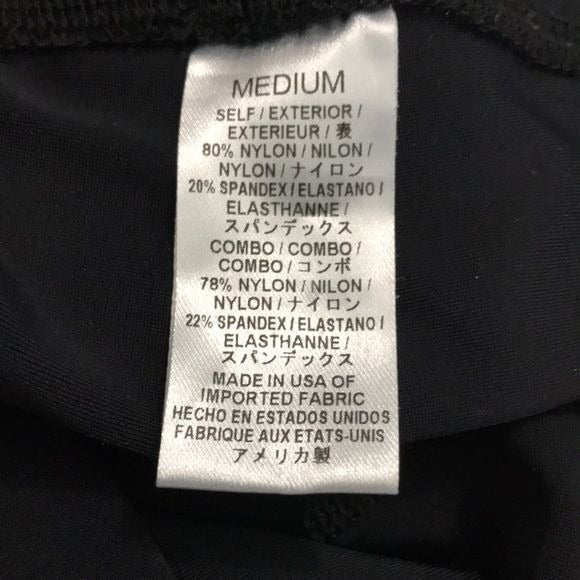 MEDIUM
SELF / EXTERIOR /
EXTERIEUR / 表
80% NYLON / NILON /
NYLON / ナイロン
20% SPANDEX / ELASTANO /
ELASTHANNE /
スパンデックス
COMBO / COMBO /
COMBO / コンボ
78% NYLON / NILON /
NYLON / ナイロン
22% SPANDEX / ELASTANO /
ELASTHANNE /
スパンデックス
MADE IN USA OF
IMPORTED FABRIC
HECHO EN ESTADOS UNIDOS
FABRIQUE AUX ETATS-UNIS
アメリカ製